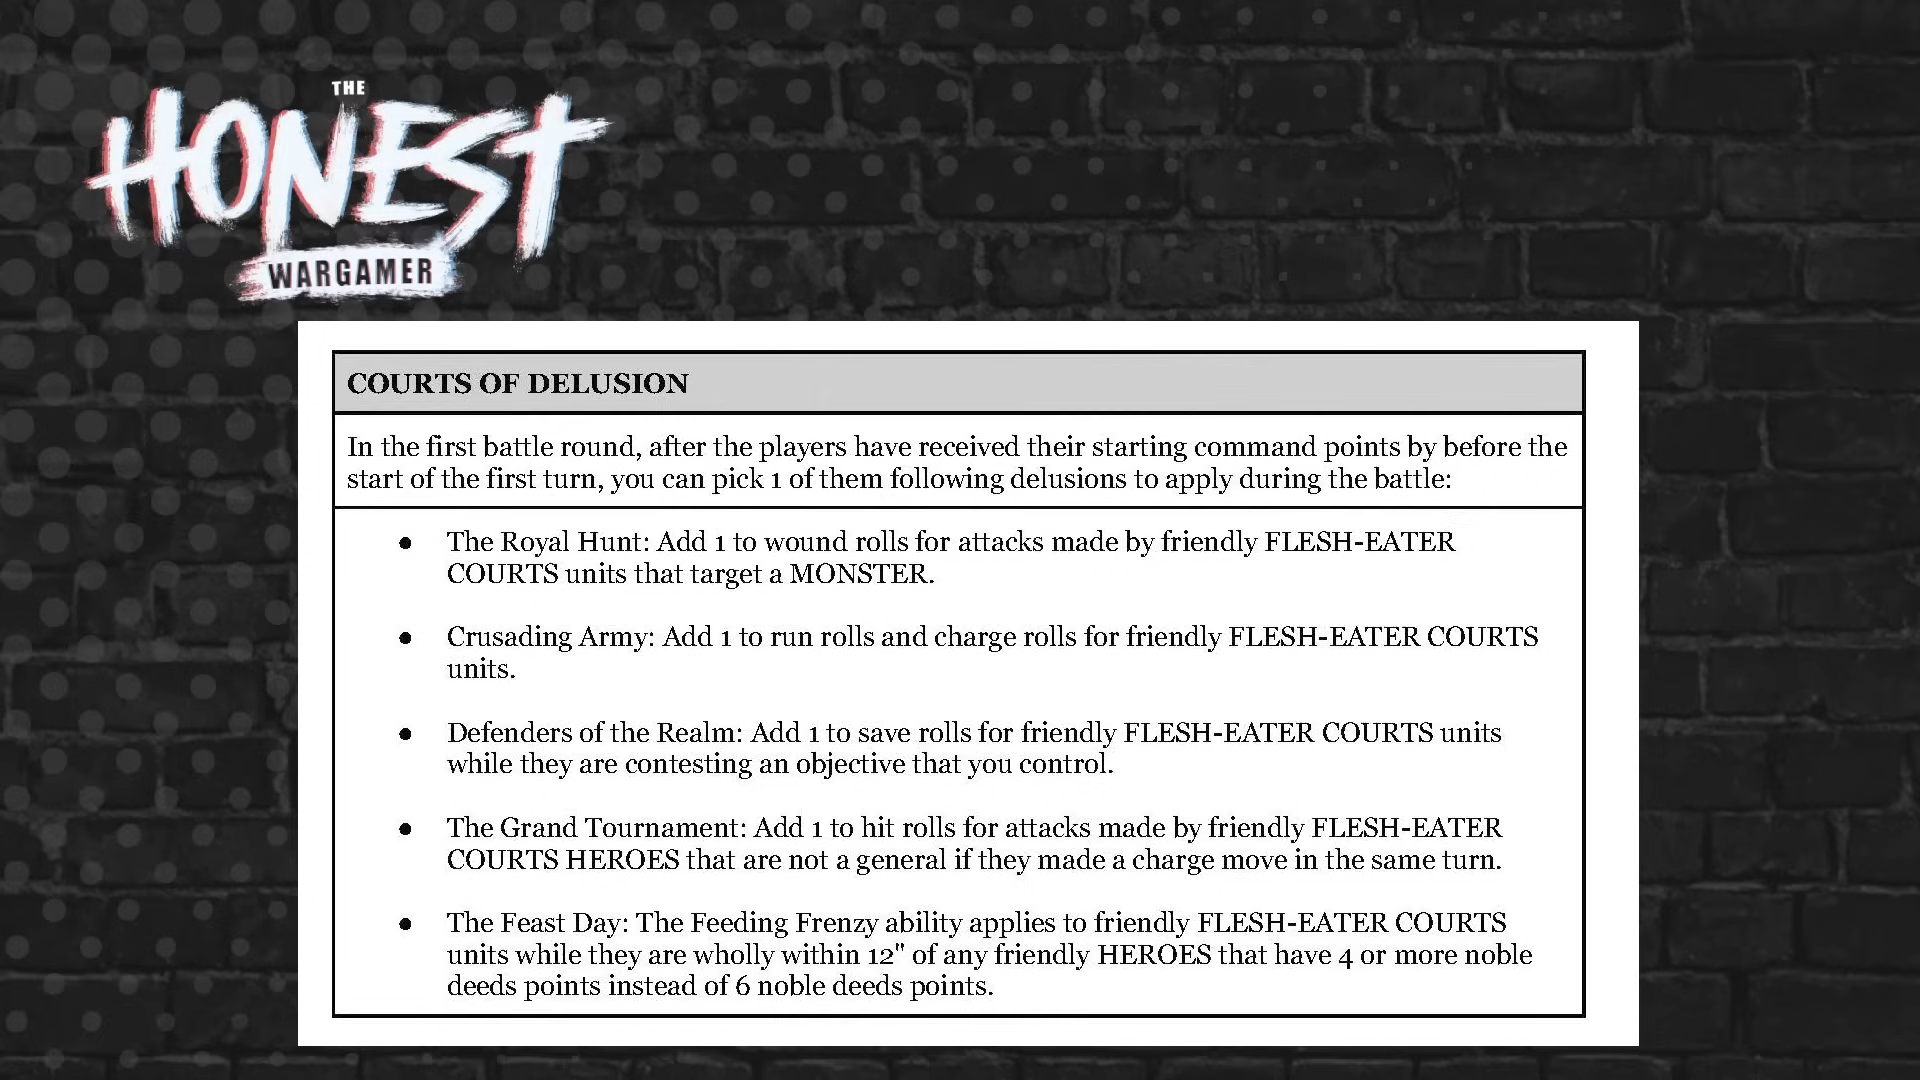 THE
HONEST
WARGAMER
COURTS OF DELUSION
In the first battle round, after the players have received their starting command points by before the
start of the first turn, you can pick 1 of them following delusions to apply during the battle:
● The Royal Hunt: Add 1 to wound rolls for attacks made by friendly FLESH-EATER
COURTS units that target a MONSTER.
● Crusading Army: Add 1 to run rolls and charge rolls for friendly FLESH-EATER COURTS
units.
● Defenders of the Realm: Add 1 to save rolls for friendly FLESH-EATER COURTS units
while they are contesting an objective that you control.
● The Grand Tournament: Add 1 to hit rolls for attacks made by friendly FLESH-EATER
COURTS HEROES that are not a general if they made a charge move in the same turn.
● The Feast Day: The Feeding Frenzy ability applies to friendly FLESH-EATER COURTS
units while they are wholly within 12" of any friendly HEROES that have 4 or more noble
deeds points instead of 6 noble deeds points.